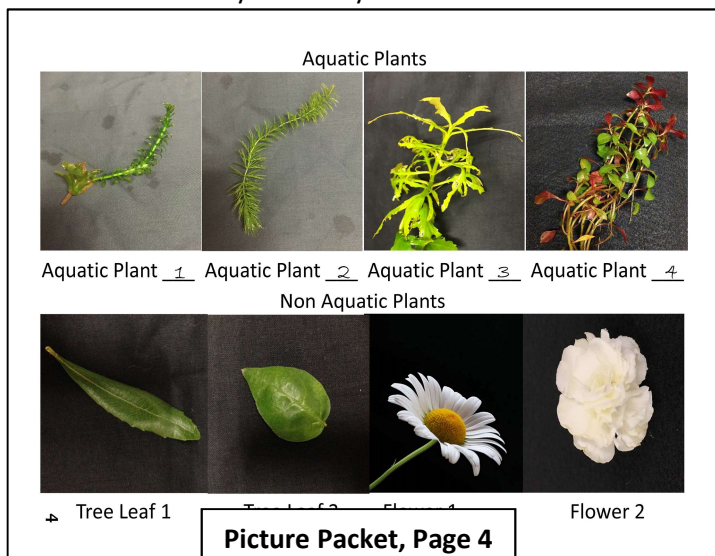 Aquatic Plants
Aquatic Plant 1 Aquatic Plant 2 Aquatic Plant 3 Aquatic Plant 4
Non Aquatic Plants
4 Tree Leaf 1 Flower 2
Picture Packet, Page 4